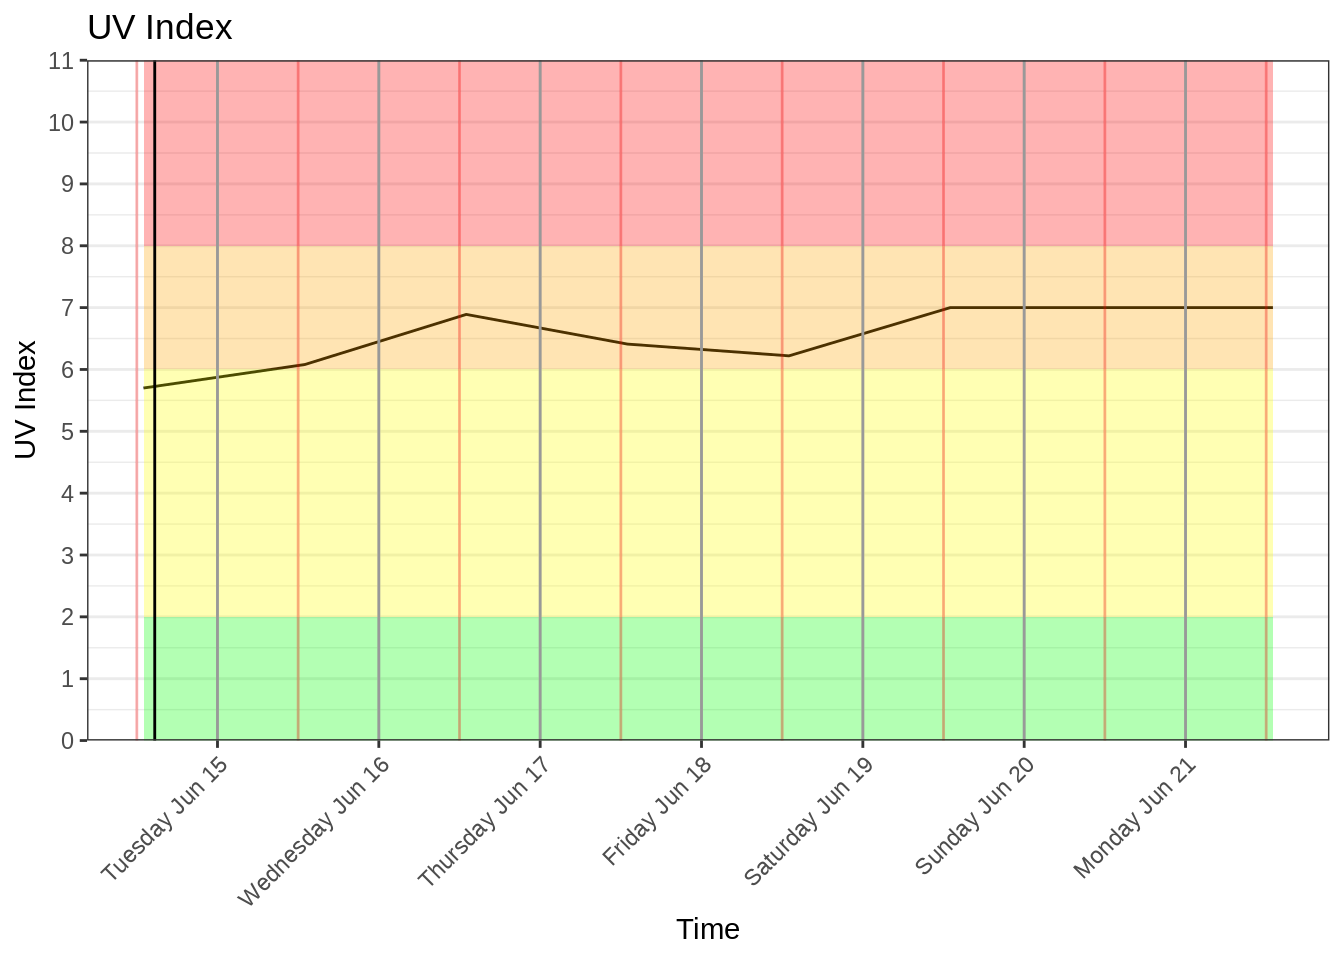 UV Index
11
10
9
8
7
6
5
4
3
2
1
0
UV Index
Tuesday Jun 15
Wednesday Jun 16
Thursday Jun 17
Friday Jun 18
Saturday Jun 19
Sunday Jun 20
Monday Jun 21
Time